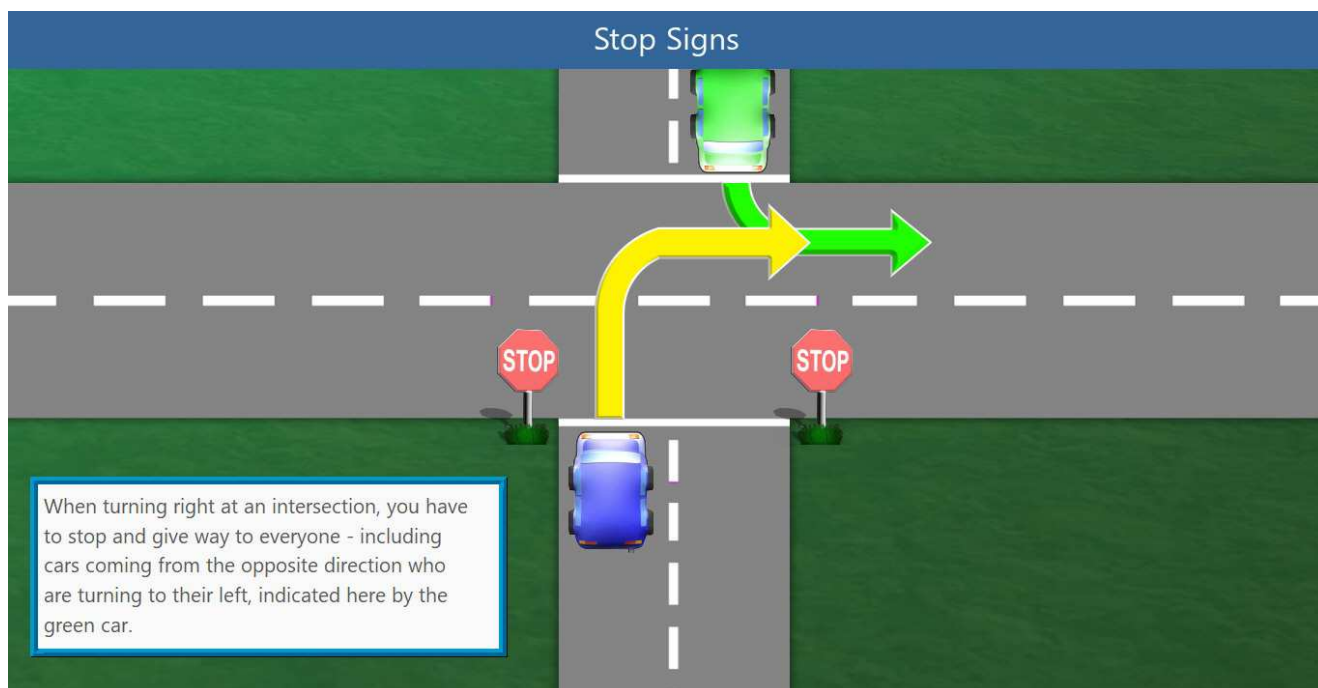 Stop Signs
STOP
STOP
When turning right at an intersection, you have
to stop and give way to everyone - including
cars coming from the opposite direction who
are turning to their left, indicated here by the
green car.